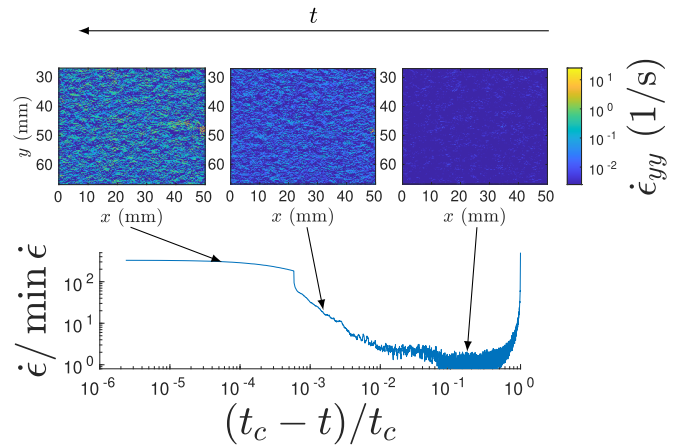 t
30 40 50 60
y (mm)
0 10 20 30 40 50
x (mm)
30 40 50 60
0 10 20 30 40 50
x (mm)
30 40 50 60
0 10 20 30 40 50
x (mm)
10^1 10^0 10^-1 10^-2
ϵ̇_yy (1/s)
ϵ̇/ min ϵ̇
10^2 10^1 10^0
10^-6 10^-5 10^-4 10^-3 10^-2 10^-1 10^0
(t_c − t)/t_c